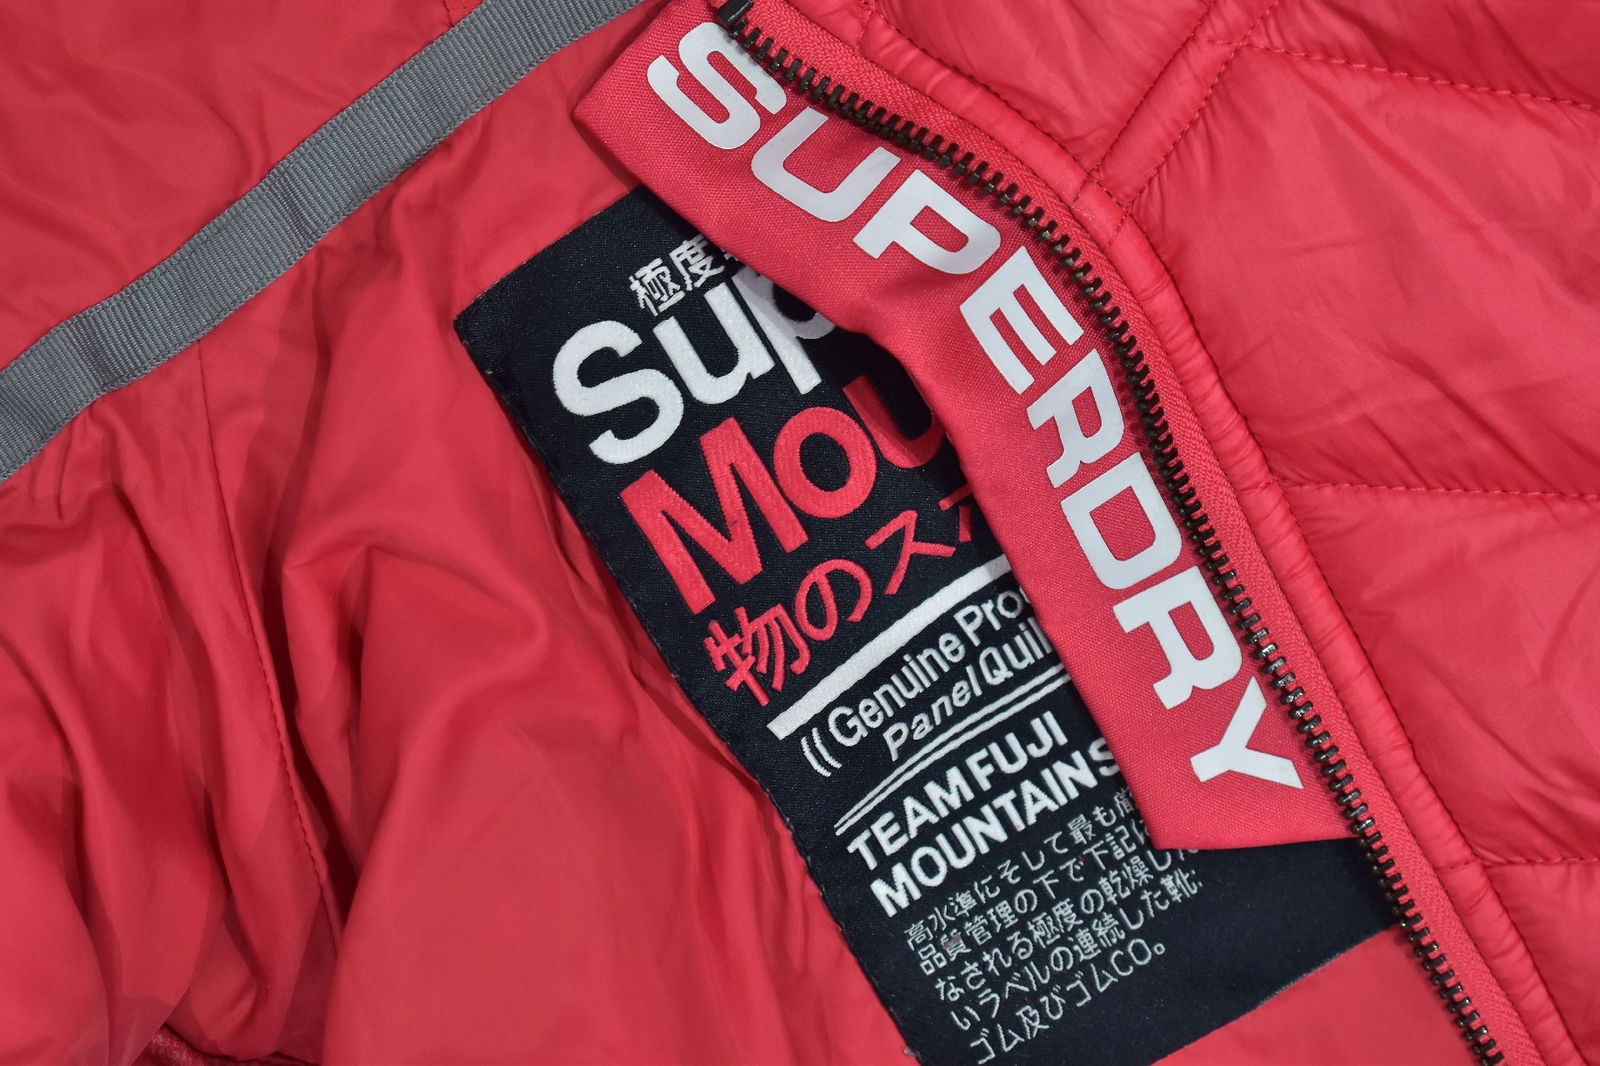 SUPERDRY
極度
Sup
Mou
物のス
((Genuine Pro
Panel Quil
TEAM FUJI
MOUNTAINS
高水準にそして最も
品質管理の下で下記に
なされる極度の乾燥した
いラベルの連続した靴.
ゴム及びゴムCO。